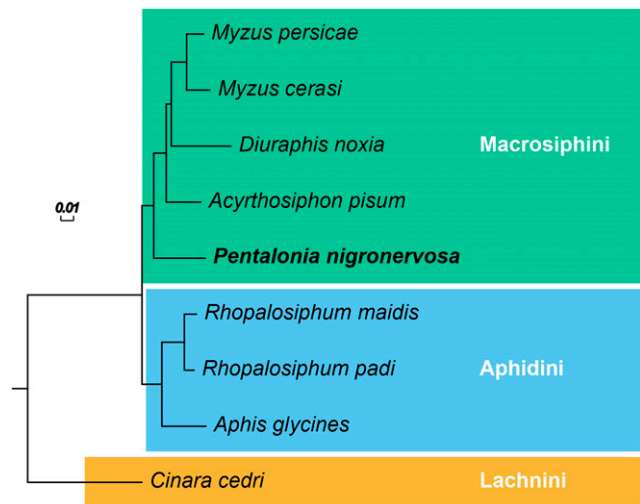 Myzus persicae
Myzus cerasi
Diuraphis noxia
Macrosiphini
Acyrthosiphon pisum
0.01
Pentalonia nigronervosa
Rhopalosiphum maidis
Rhopalosiphum padi
Aphidini
Aphis glycines
Cinara cedri
Lachnini